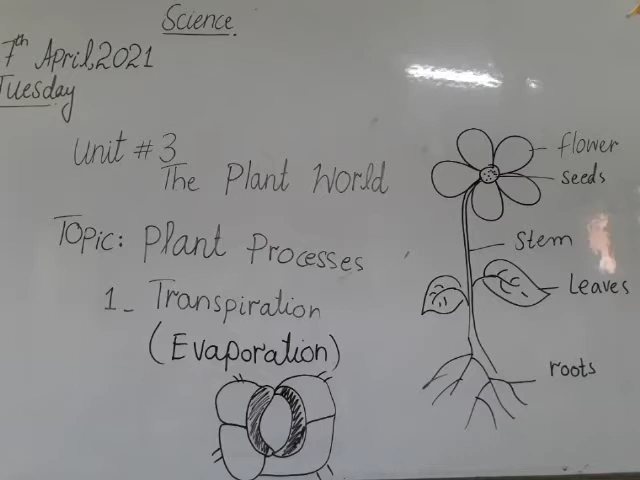 Science
7th April, 2021
Tuesday
Unit # 3
The Plant World
Topic: Plant Processes
1- Transpiration
(Evaporation)
flower
seeds
Stem
Leaves
roots